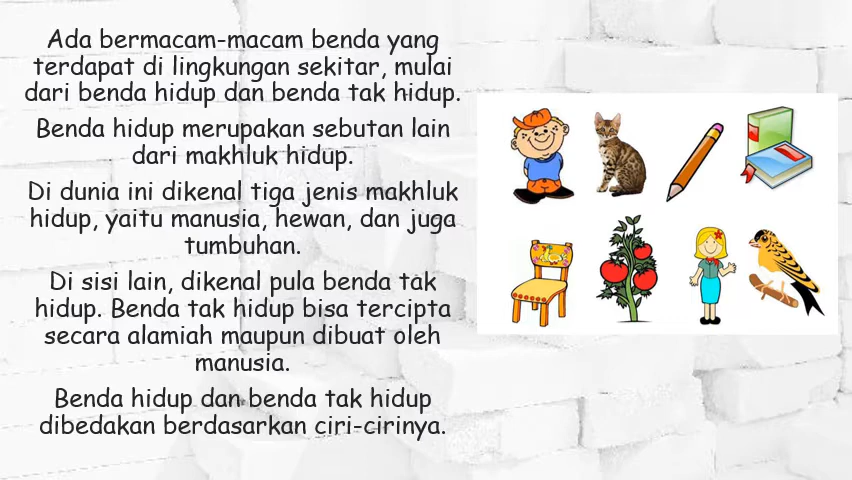 Ada bermacam-macam benda yang
terdapat di lingkungan sekitar, mulai
dari benda hidup dan benda tak hidup.
Benda hidup merupakan sebutan lain
dari makhluk hidup.
Di dunia ini dikenal tiga jenis makhluk
hidup, yaitu manusia, hewan, dan juga
tumbuhan.
Di sisi lain, dikenal pula benda tak
hidup. Benda tak hidup bisa tercipta
secara alamiah maupun dibuat oleh
manusia.
Benda hidup dan benda tak hidup
dibedakan berdasarkan ciri-cirinya.